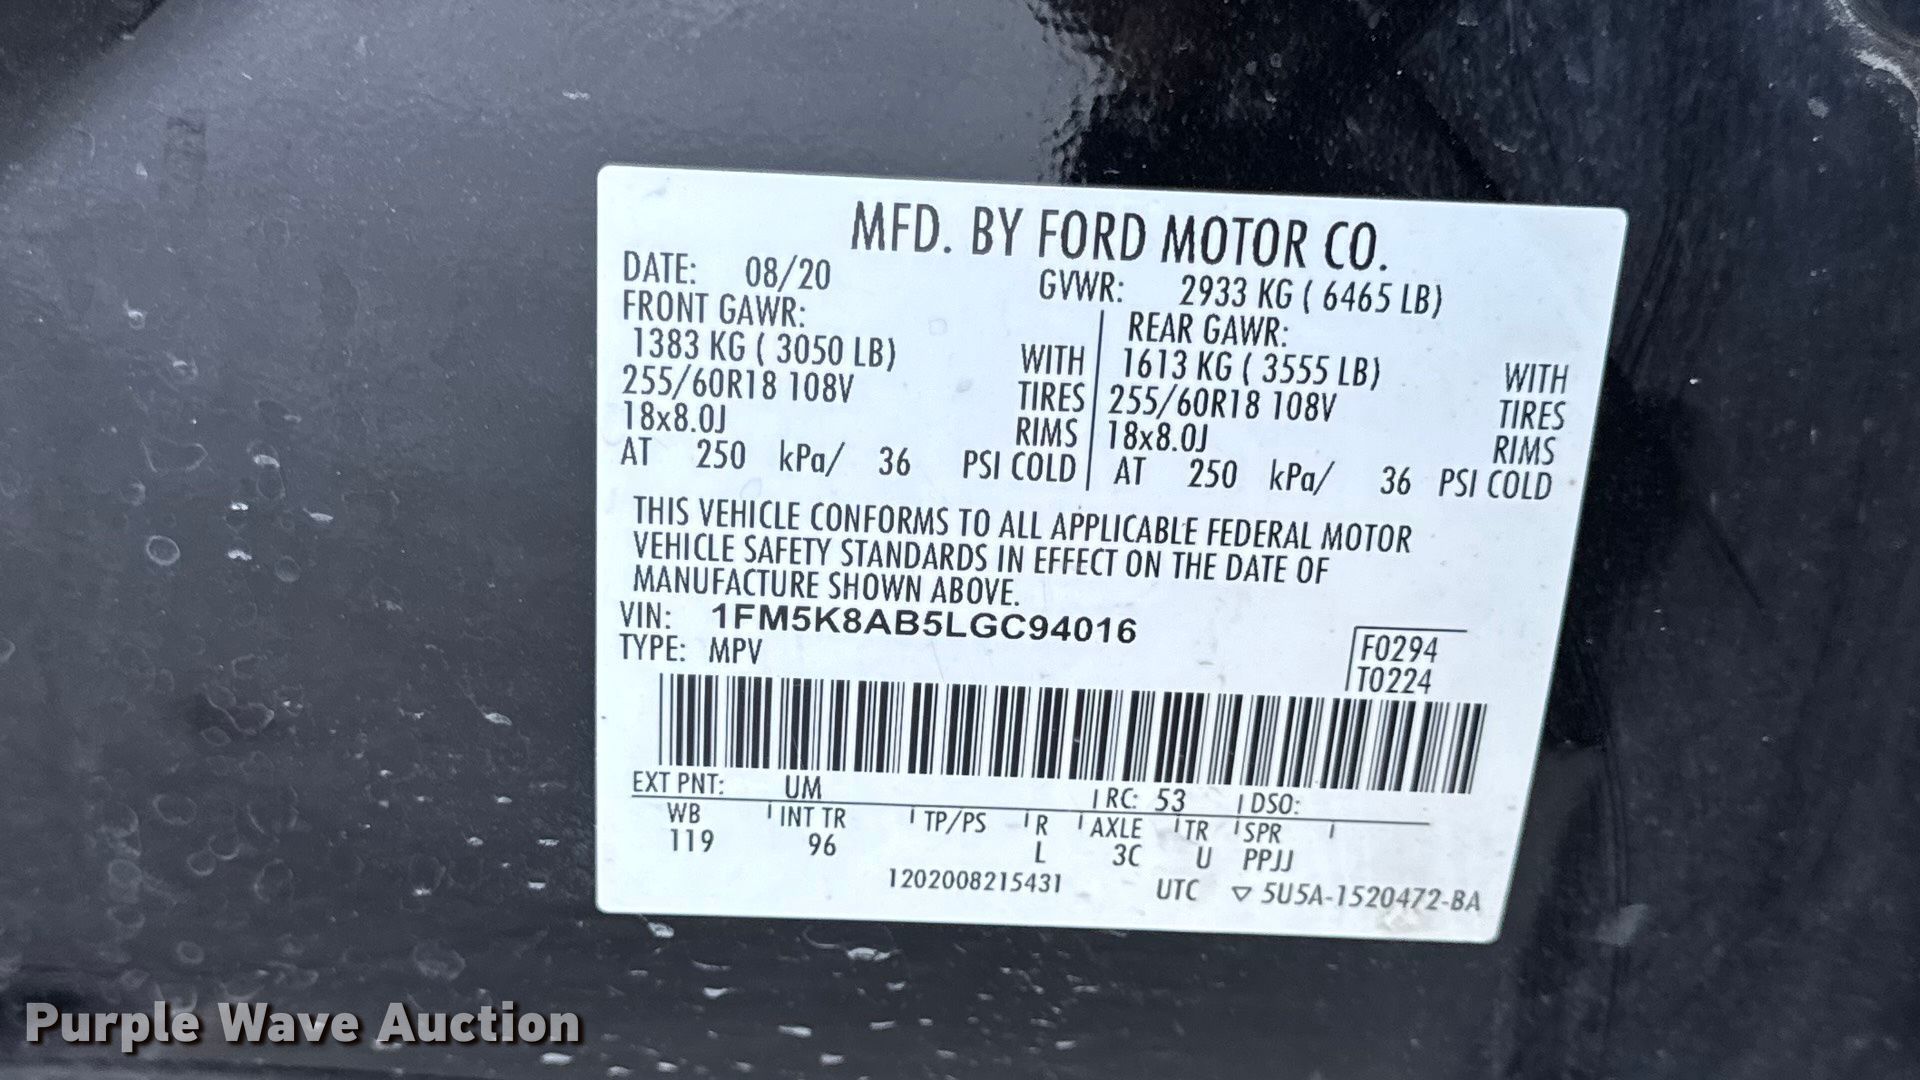 MFD. BY FORD MOTOR CO.
DATE: 08/20 GVWR: 2933 KG ( 6465 LB)
FRONT GAWR: REAR GAWR:
1383 KG ( 3050 LB) WITH 1613 KG ( 3555 LB) WITH
255/60R18 108V TIRES 255/60R18 108V TIRES
18x8.0J RIMS 18x8.0J RIMS
AT 250 kPa/ 36 PSI COLD AT 250 kPa/ 36 PSI COLD
THIS VEHICLE CONFORMS TO ALL APPLICABLE FEDERAL MOTOR
VEHICLE SAFETY STANDARDS IN EFFECT ON THE DATE OF
MANUFACTURE SHOWN ABOVE.
VIN: 1FM5K8AB5LGC94016
TYPE: MPV F0294
T0224
EXT PNT: UM RC: 53 DSO:
WB INT TR TP/PS R AXLE TR SPR
119 96 L 3C U PPJJ
1202008215431 UTC ▽ 5U5A-1520472-BA
Purple Wave Auction